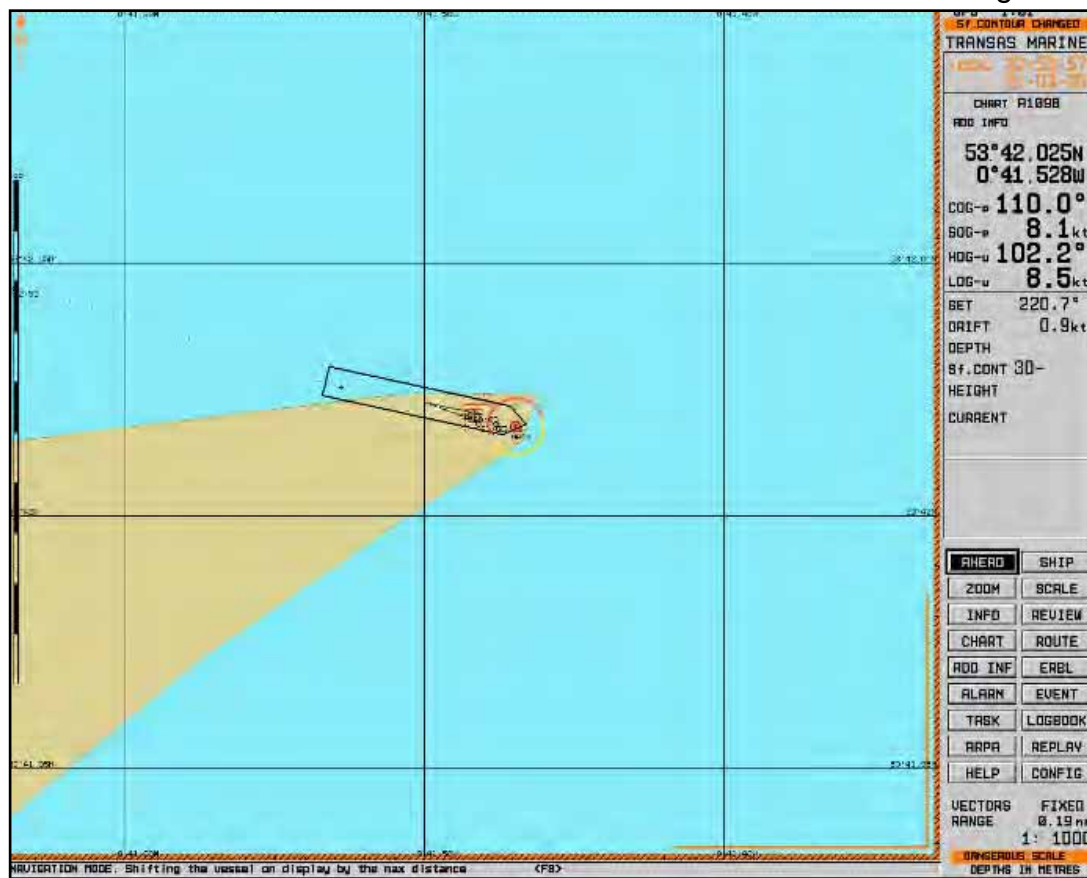 SF.CONTOUR CHANGED
TRANSAS MARINE
CHART A1098
ADD INFO
53°42.025N
0°41.528W
COG-p 110.0°
SOG-p 8.1kt
HDG-w 102.2°
LOG-w 8.5kt
SET 220.7°
DRIFT 0.9kt
DEPTH
Sf.CONT 30-
HEIGHT
CURRENT
AHEAD SHIP
ZOOM SCALE
INFO REVIEW
CHART ROUTE
ADD INF ERBL
ALARM EVENT
TASK LOGBOOK
ARPA REPLAY
HELP CONFIG
VECTORS FIXED
RANGE 0.19
1: 1000
DANGEROUS SCALE
DEPTHS IN METRES
NAVIGATION MODE. Shifting the vessel on display by the max distance <F8>